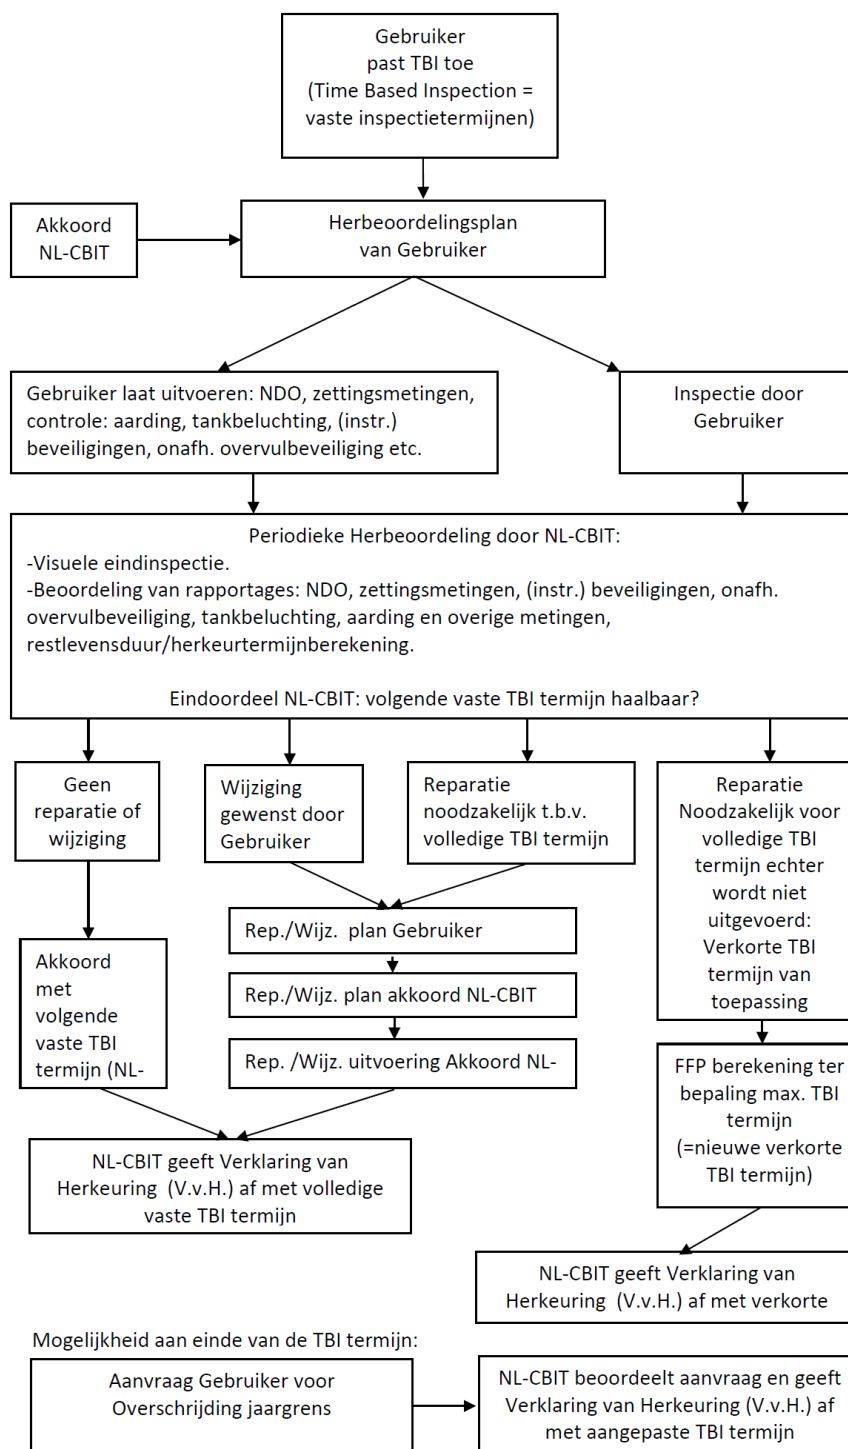 Gebruiker
past TBI toe
(Time Based Inspection =
vaste inspectietermijnen)
Akkoord
NL-CBIT
Herbeoordelingsplan
van Gebruiker
Gebruiker laat uitvoeren: NDO, zettingsmetingen,
controle: aarding, tankbeluchting, (instr.)
beveiligingen, onafh. overvulbeveiliging etc.
Inspectie door
Gebruiker
Periodieke Herbeoordeling door NL-CBIT:
-Visuele eindinspectie.
-Beoordeling van rapportages: NDO, zettingsmetingen, (instr.) beveiligingen, onafh.
overvulbeveiliging, tankbeluchting, aarding en overige metingen,
restlevensduur/herkeurtermijnberekening.
Eindoordeel NL-CBIT: volgende vaste TBI termijn haalbaar?
Geen
reparatie of
wijziging
Wijziging
gewenst door
Gebruiker
Reparatie
noodzakelijk t.b.v.
volledige TBI termijn
Reparatie
Noodzakelijk voor
volledige TBI
termijn echter
wordt niet
uitgevoerd:
Verkorte TBI
termijn van
toepassing
Rep./Wijz. plan Gebruiker
Rep./Wijz. plan akkoord NL-CBIT
Rep. /Wijz. uitvoering Akkoord NL-
Akkoord
met
volgende
vaste TBI
termijn (NL-
FFP berekening ter
bepaling max. TBI
termijn
(=nieuwe verkorte
TBI termijn)
NL-CBIT geeft Verklaring van
Herkeuring (V.v.H.) af met volledige
vaste TBI termijn
NL-CBIT geeft Verklaring van
Herkeuring (V.v.H.) af met verkorte
Mogelijkheid aan einde van de TBI termijn:
Aanvraag Gebruiker voor
Overschrijding jaargrens
NL-CBIT beoordeelt aanvraag en geeft
Verklaring van Herkeuring (V.v.H.) af
met aangepaste TBI termijn